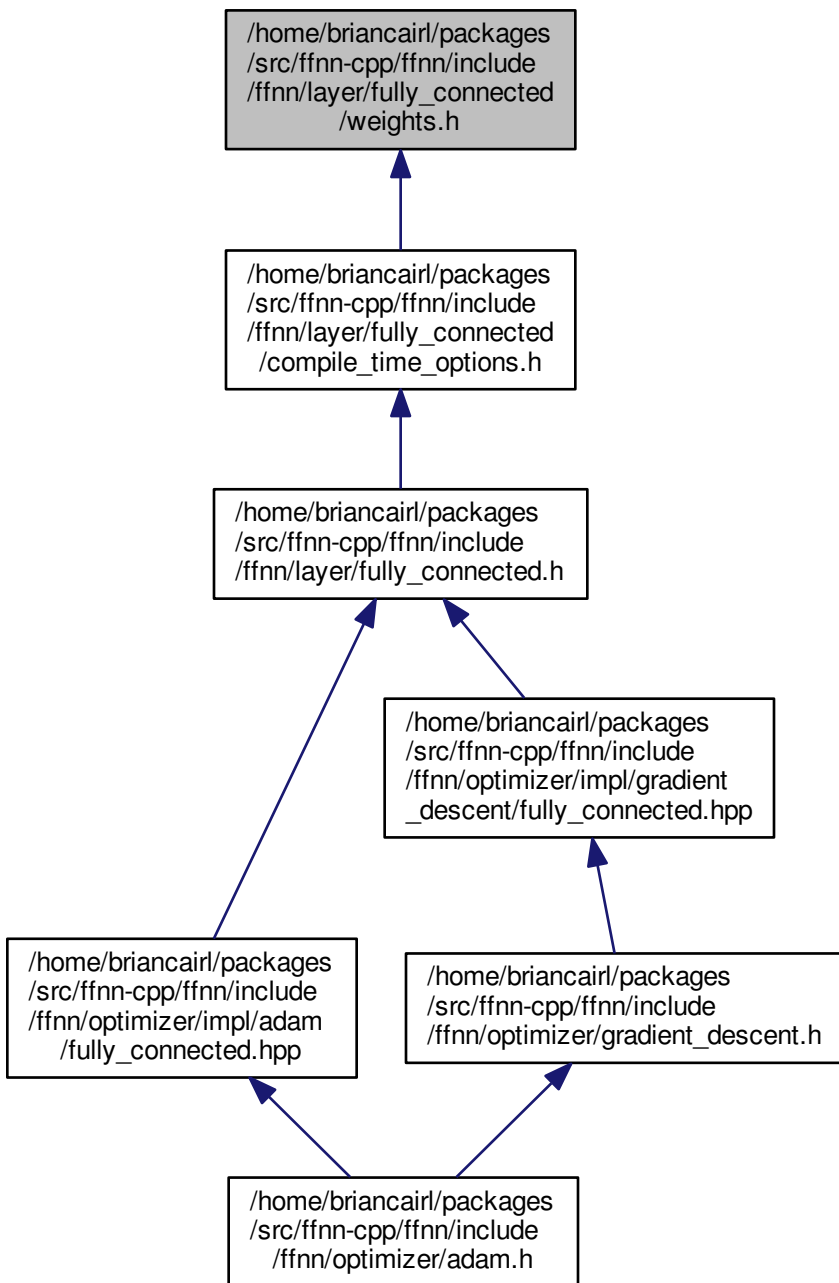 /home/briancairl/packages
/src/ffnn-cpp/ffnn/include
/ffnn/layer/fully_connected
/weights.h
/home/briancairl/packages
/src/ffnn-cpp/ffnn/include
/ffnn/layer/fully_connected
/compile_time_options.h
/home/briancairl/packages
/src/ffnn-cpp/ffnn/include
/ffnn/layer/fully_connected.h
/home/briancairl/packages
/src/ffnn-cpp/ffnn/include
/ffnn/optimizer/impl/gradient
_descent/fully_connected.hpp
/home/briancairl/packages
/src/ffnn-cpp/ffnn/include
/ffnn/optimizer/impl/adam
/fully_connected.hpp
/home/briancairl/packages
/src/ffnn-cpp/ffnn/include
/ffnn/optimizer/gradient_descent.h
/home/briancairl/packages
/src/ffnn-cpp/ffnn/include
/ffnn/optimizer/adam.h